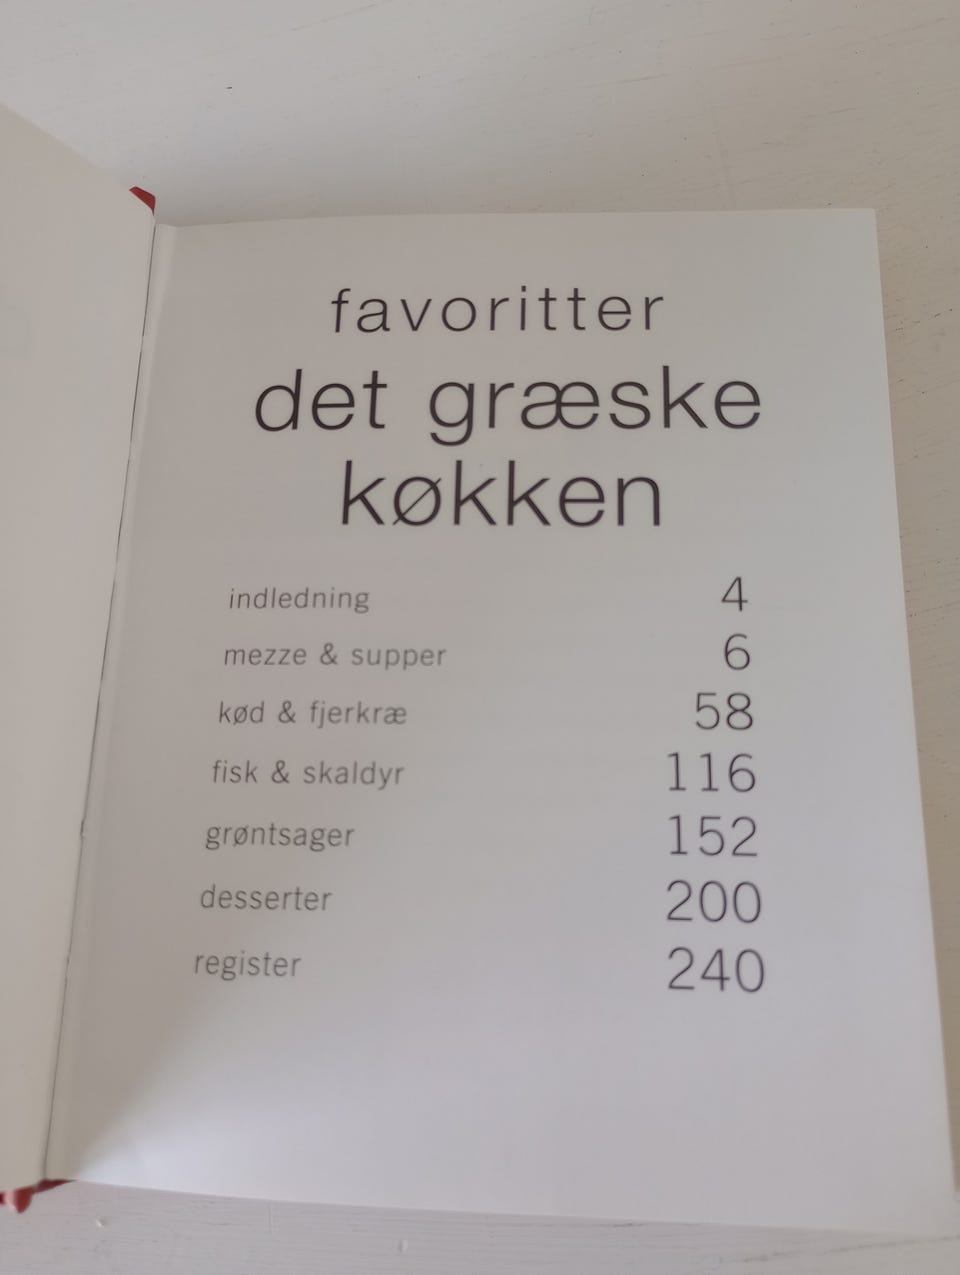 favoritter
det græske
køkken
indledning 4
mezze & supper 6
kød & fjerkræ 58
fisk & skaldyr 116
grøntsager 152
desserter 200
register 240